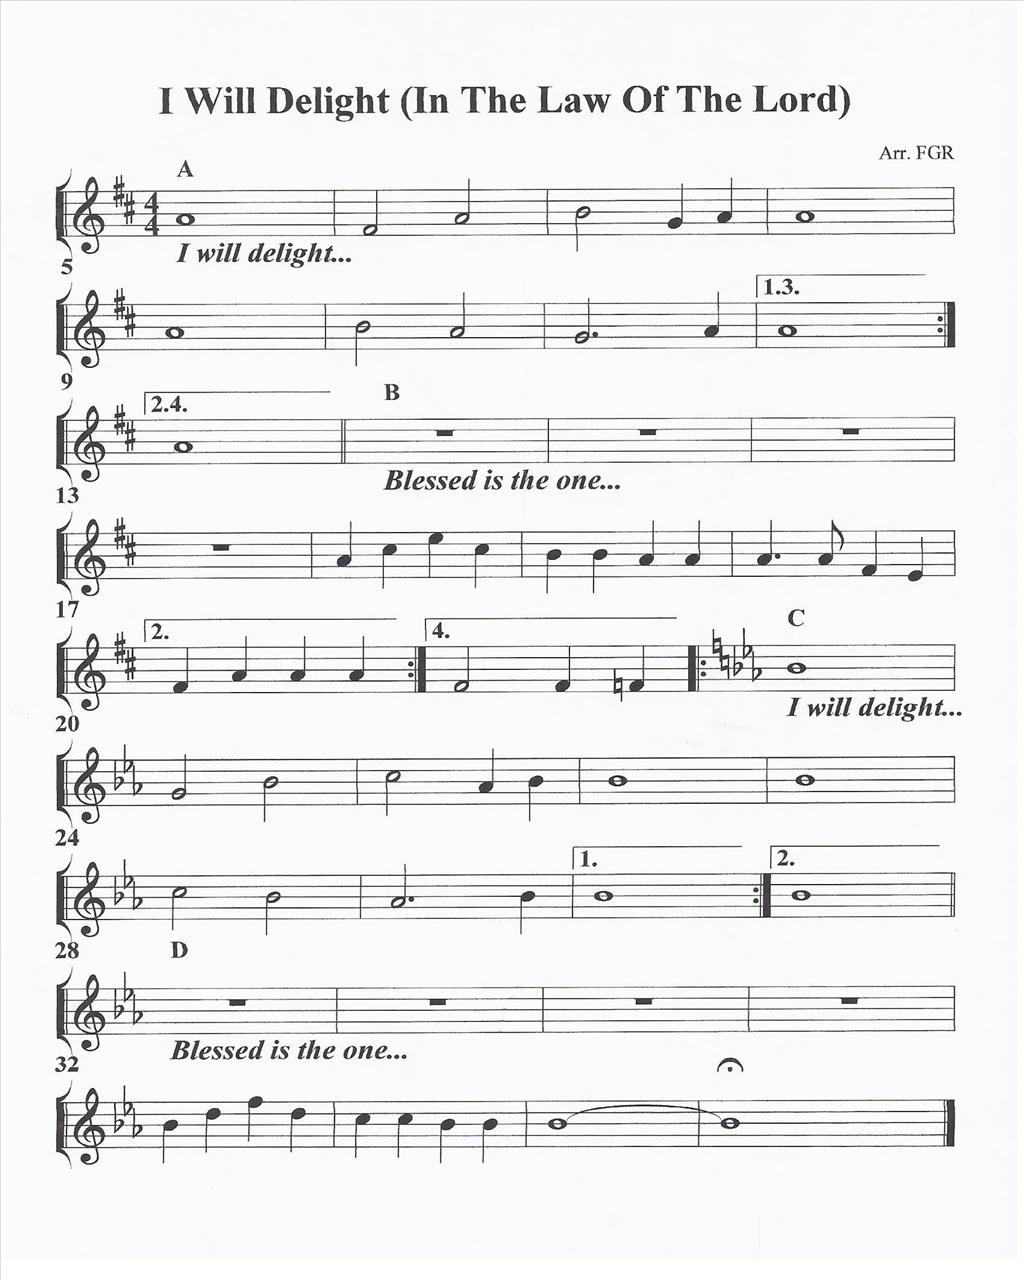 I Will Delight (In The Law Of The Lord)
Arr. FGR
A
4
4
I will delight...
5
1.3.
9
2.4.
B
Blessed is the one...
13
17
2.
4.
C
I will delight...
20
24
1.
2.
28
D
Blessed is the one...
32